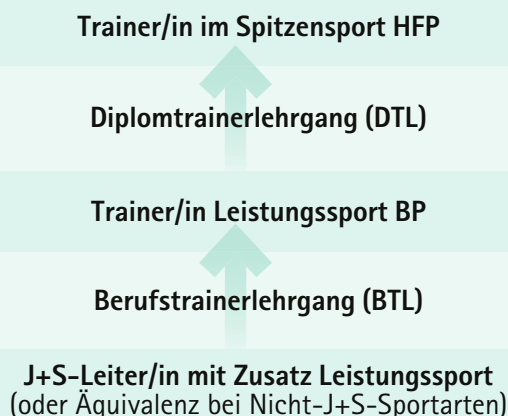 Trainer/in im Spitzensport HFP
Diplomtrainerlehrgang (DTL)
Trainer/in Leistungssport BP
Berufstrainerlehrgang (BTL)
J+S-Leiter/in mit Zusatz Leistungssport
(oder Äquivalenz bei Nicht-J+S-Sportarten)